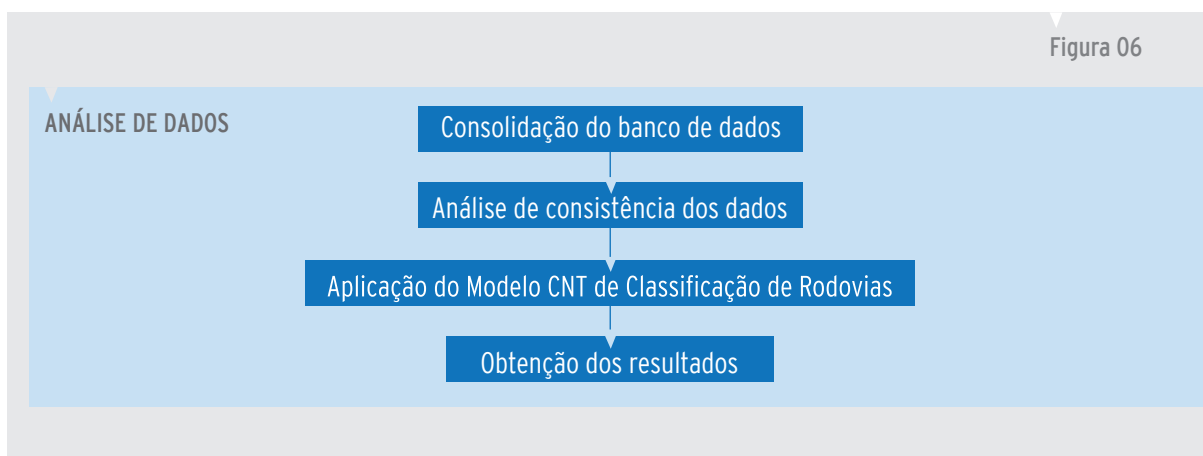 Figura 06
ANÁLISE DE DADOS
Consolidação do banco de dados
Análise de consistência dos dados
Aplicação do Modelo CNT de Classificação de Rodovias
Obtenção dos resultados